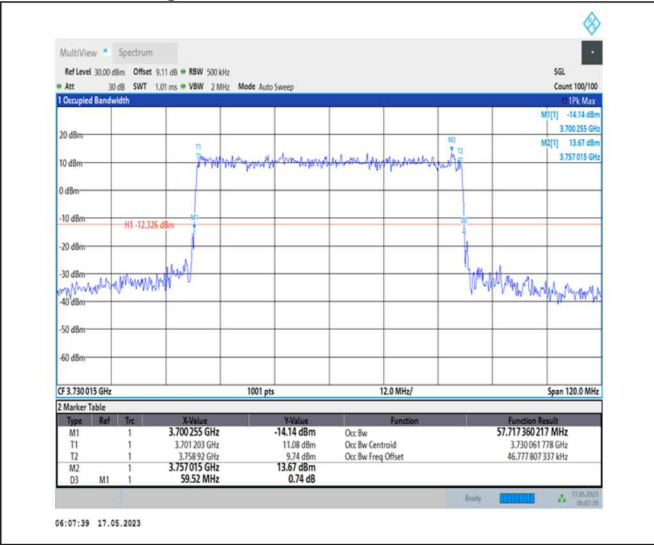 MultiView Spectrum
Ref Level 30.00 dBm Offset 9.11 dB RBW 500 kHz SGL
Att 30 dB SWT 1.01 ms VBW 2 MHz Mode Auto Sweep Count 100/100
1 Occupied Bandwidth 1Pk Max
M1[1] -14.14 dBm
3.700 255 GHz
M2[1] 13.67 dBm
3.757 015 GHz
20 dBm
M2
T1
T2
10 dBm
0 dBm
-10 dBm
M1
D3
H1 -12.326 dBm
-20 dBm
-30 dBm
-40 dBm
-50 dBm
-60 dBm
CF 3.730 015 GHz 1001 pts 12.0 MHz/ Span 120.0 MHz
2 Marker Table
Type Ref Trc X-Value Y-Value Function Function Result
M1 1 3.700 255 GHz -14.14 dBm Occ Bw 57.717 360 217 MHz
T1 1 3.701 203 GHz 11.08 dBm Occ Bw Centroid 3.730 061 778 GHz
T2 1 3.758 92 GHz 9.74 dBm Occ Bw Freq Offset 46.777 807 337 kHz
M2 1 3.757 015 GHz 13.67 dBm
D3 M1 1 59.52 MHz 0.74 dB
Ready 17.05.2023
06:07:39
06:07:39 17.05.2023